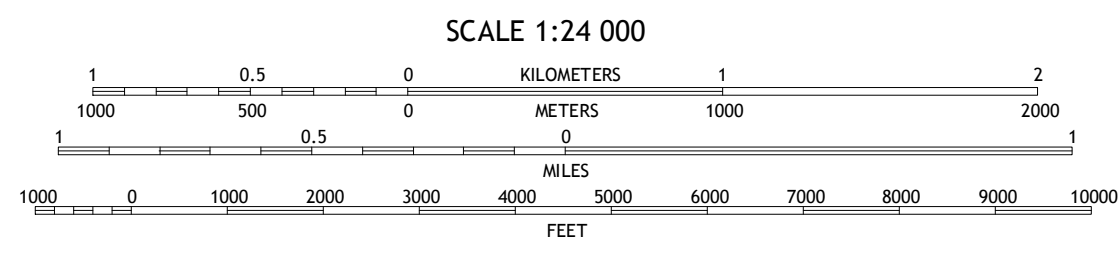 SCALE 1:24 000
1 0.5 0 KILOMETERS 1 2
1000 500 0 METERS 1000 2000
1 0.5 0 1
MILES
1000 0 1000 2000 3000 4000 5000 6000 7000 8000 9000 10000
FEET